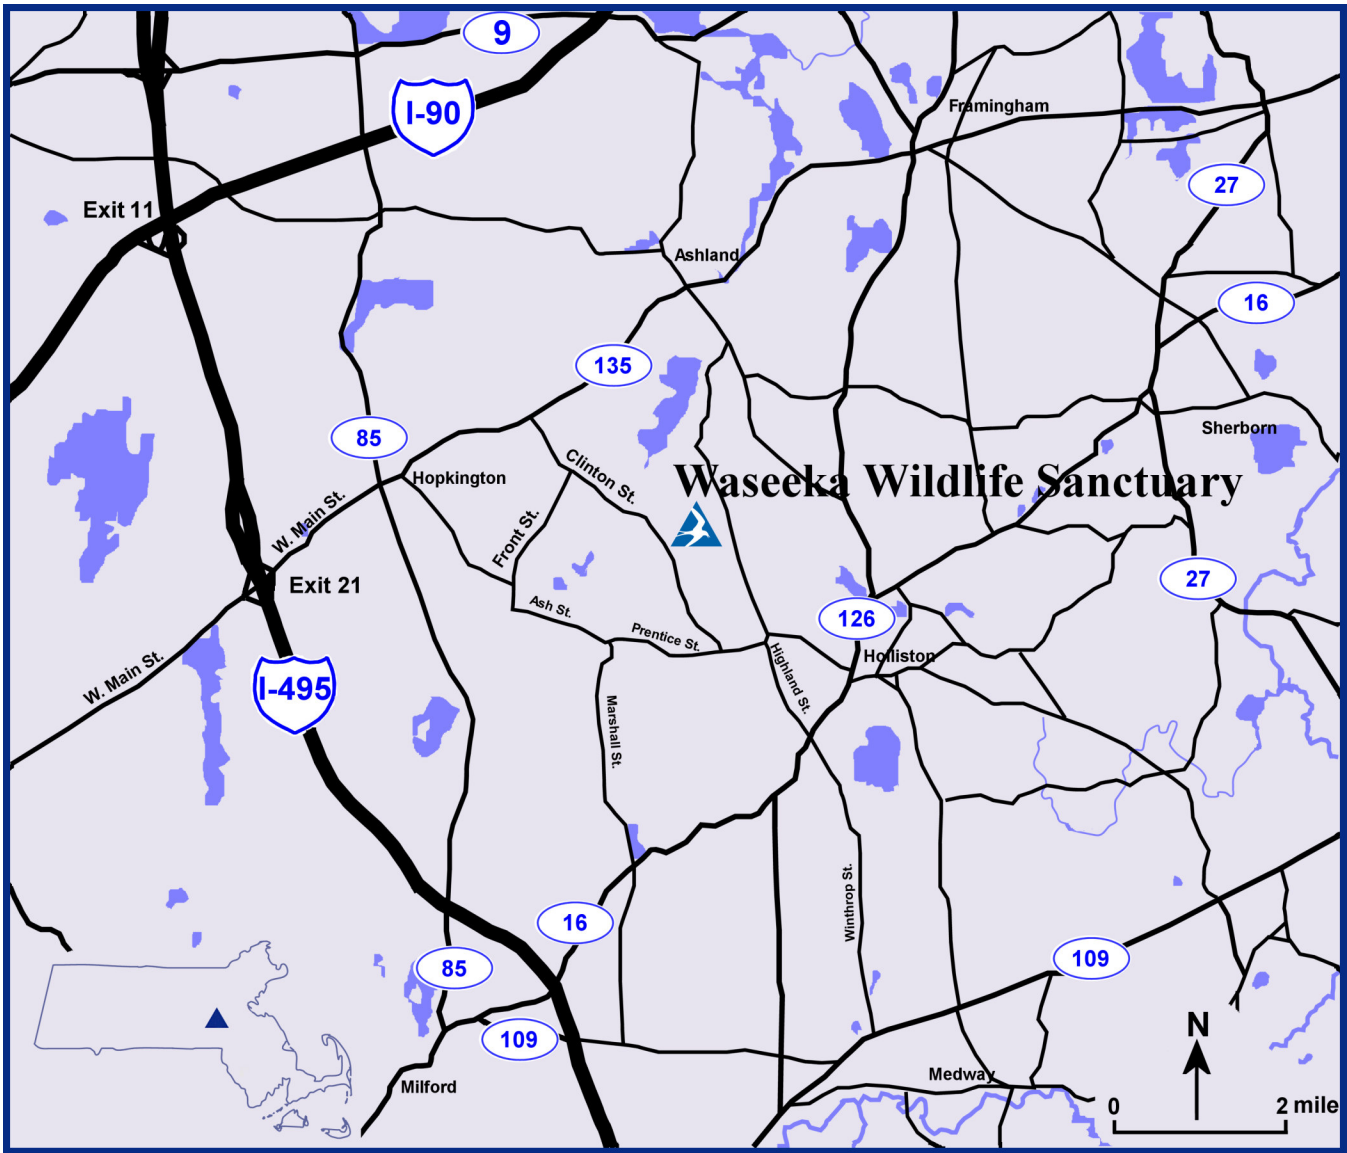 9
I-90
Framingham
27
Exit 11
Ashland
16
135
85
Sherborn
Hopkington
Clinton St.
Waseeka Wildlife Sanctuary
W. Main St.
Front St.
Exit 21
27
Ash St.
126
Prentice St.
Holliston
W. Main St.
I-495
Highland St.
Marshall St.
Winthrop St.
16
109
85
109
N
Medway
Milford
0
2 mile